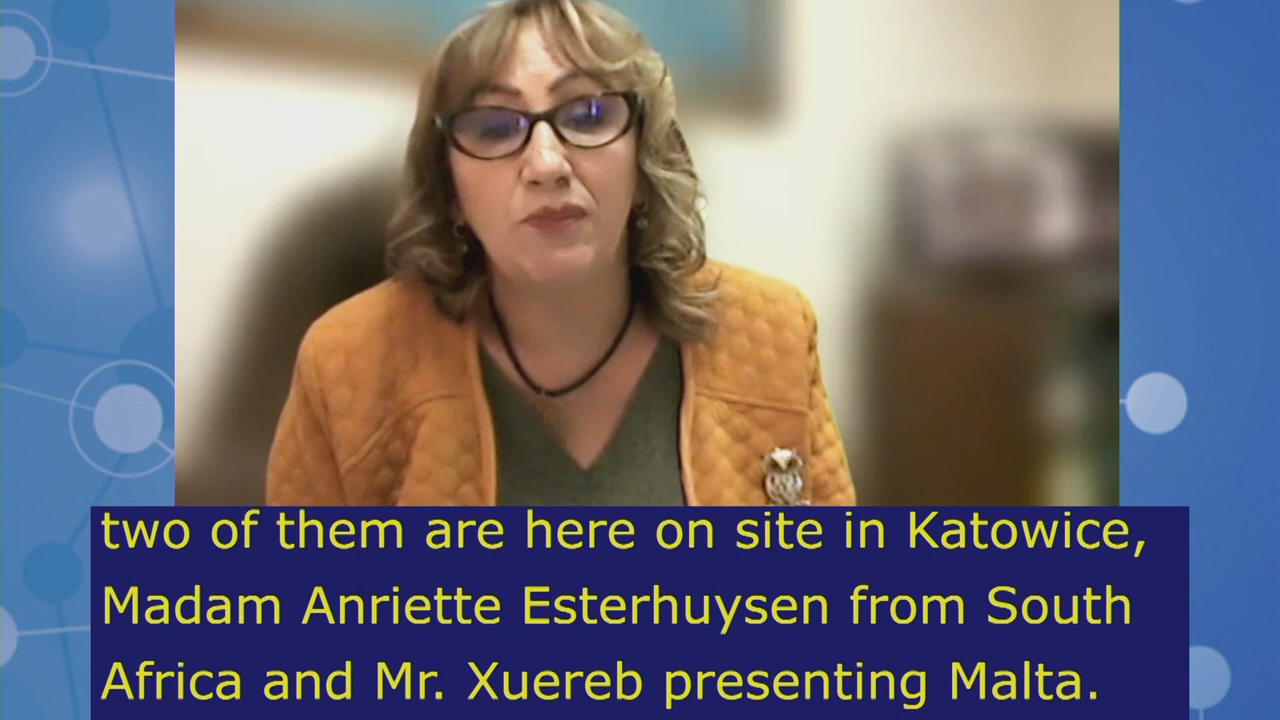 two of them are here on site in Katowice,
Madam Anriette Esterhuysen from South
Africa and Mr. Xuereb presenting Malta.